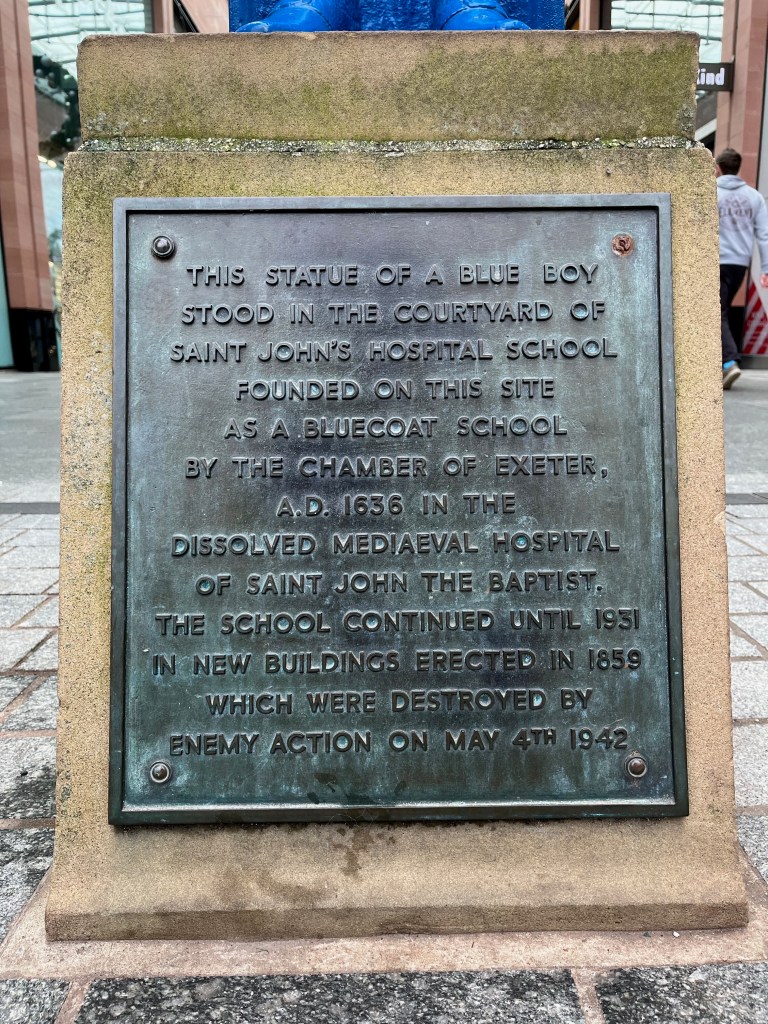 kind
THIS STATUE OF A BLUE BOY
STOOD IN THE COURTYARD OF
SAINT JOHN'S HOSPITAL SCHOOL
FOUNDED ON THIS SITE
AS A BLUECOAT SCHOOL
BY THE CHAMBER OF EXETER,
A.D. 1636 IN THE
DISSOLVED MEDIAEVAL HOSPITAL
OF SAINT JOHN THE BAPTIST.
THE SCHOOL CONTINUED UNTIL 1931
IN NEW BUILDINGS ERECTED IN 1859
WHICH WERE DESTROYED BY
ENEMY ACTION ON MAY 4TH 1942